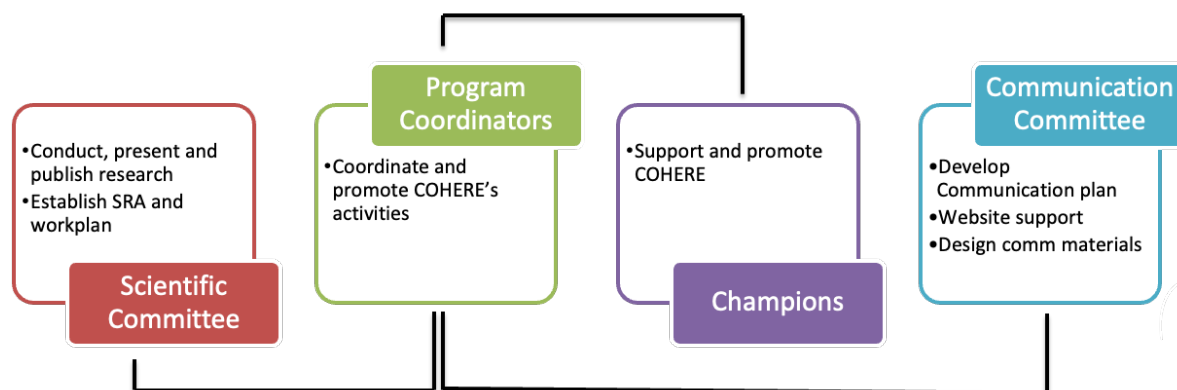 •Conduct, present and
publish research
•Establish SRA and
workplan
Scientific
Committee
Program
Coordinators
•Coordinate and
promote COHERE’s
activities
•Support and promote
COHERE
Champions
Communication
Committee
•Develop
Communication plan
•Website support
•Design comm materials